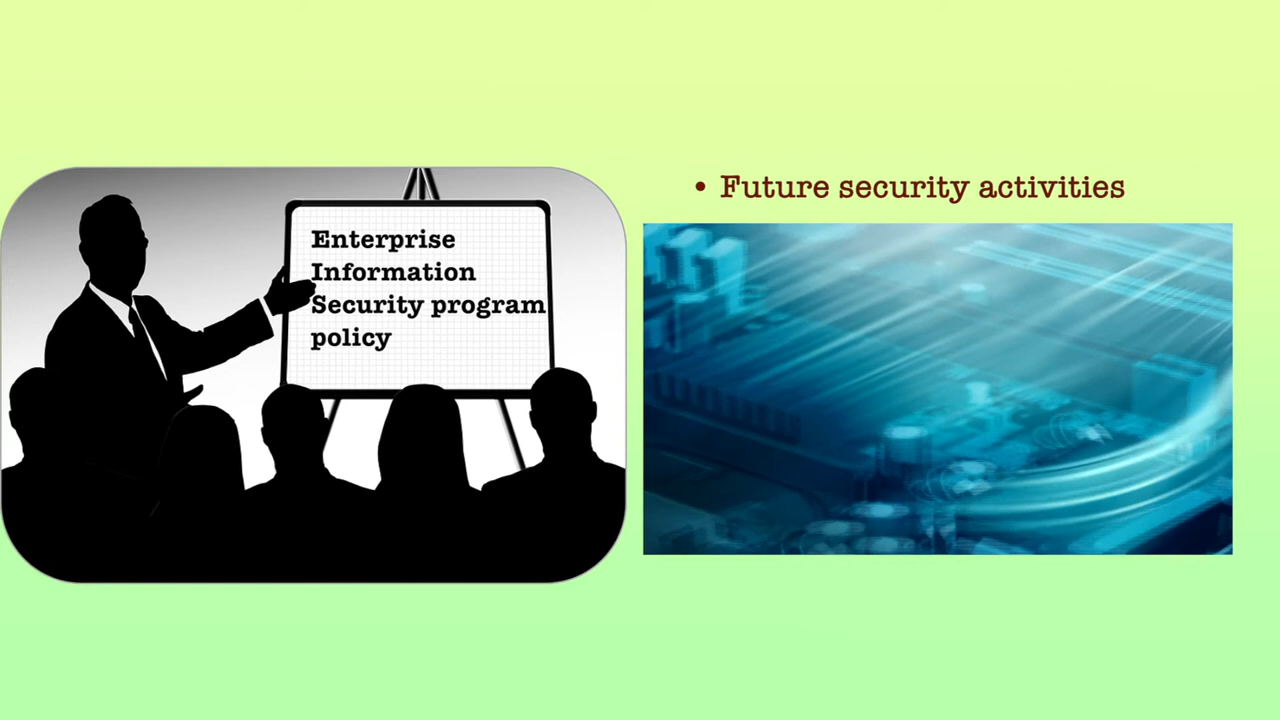 Enterprise
Information
Security program
policy
• Future security activities